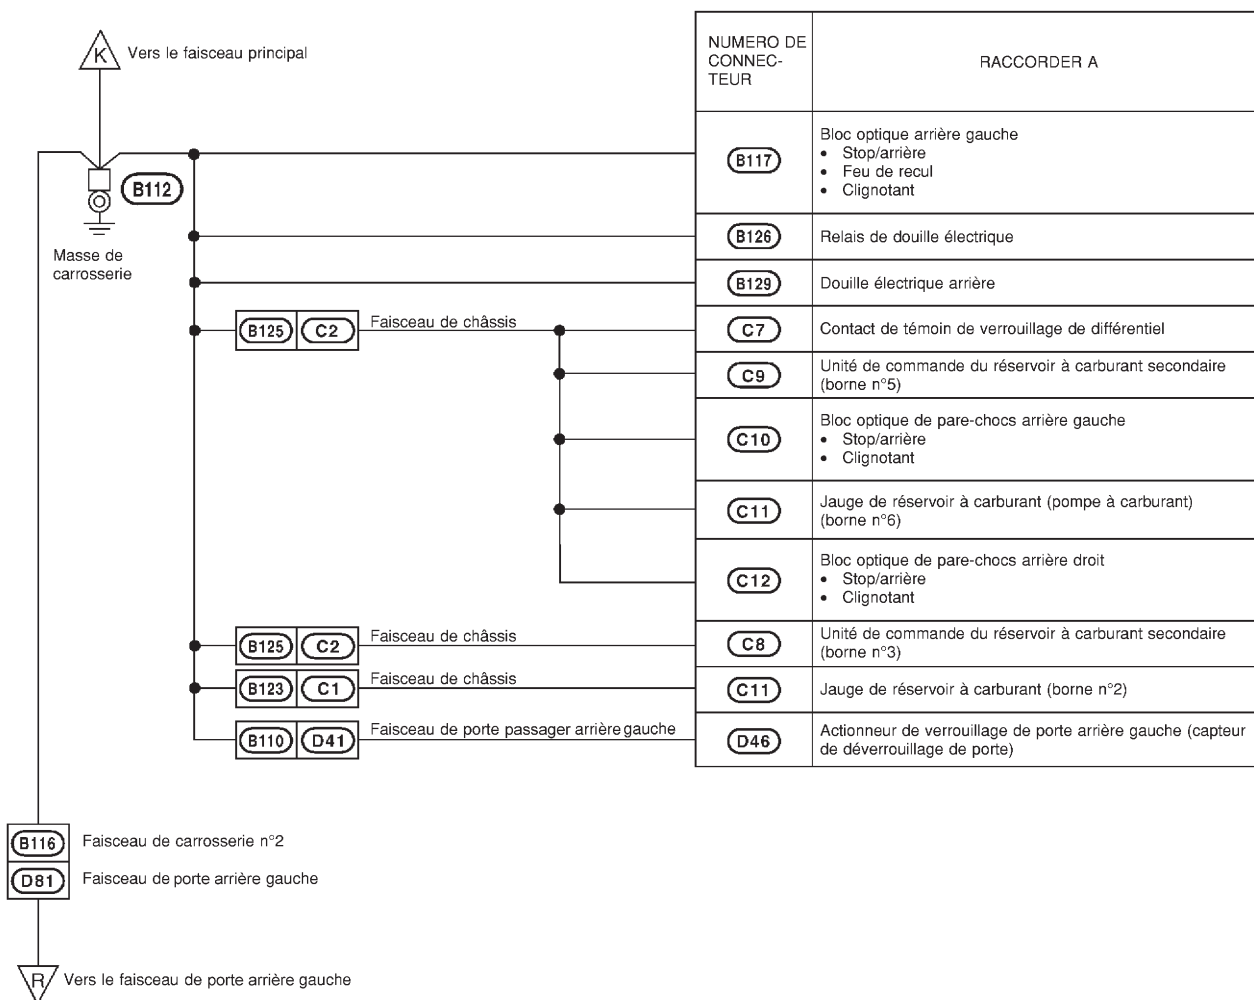 K
Vers le faisceau principal
B112
Masse de
carrosserie
NUMERO DE
CONNEC-
TEUR
RACCORDER A
B117
Bloc optique arrière gauche
• Stop/arrière
• Feu de recul
• Clignotant
B126
Relais de douille électrique
B129
Douille électrique arrière
B125
C2
Faisceau de châssis
C7
Contact de témoin de verrouillage de différentiel
C9
Unité de commande du réservoir à carburant secondaire
(borne n°5)
C10
Bloc optique de pare-chocs arrière gauche
• Stop/arrière
• Clignotant
C11
Jauge de réservoir à carburant (pompe à carburant)
(borne n°6)
C12
Bloc optique de pare-chocs arrière droit
• Stop/arrière
• Clignotant
B125
C2
Faisceau de châssis
C8
Unité de commande du réservoir à carburant secondaire
(borne n°3)
B123
C1
Faisceau de châssis
C11
Jauge de réservoir à carburant (borne n°2)
B110
D41
Faisceau de porte passager arrière gauche
D46
Actionneur de verrouillage de porte arrière gauche (capteur
de déverrouillage de porte)
B116
Faisceau de carrosserie n°2
D81
Faisceau de porte arrière gauche
R
Vers le faisceau de porte arrière gauche